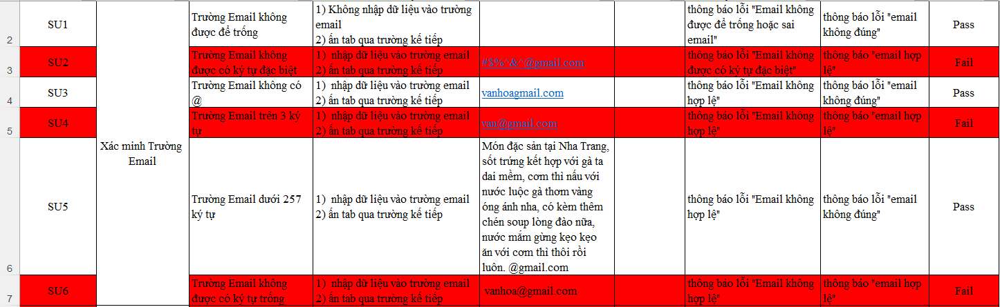 2
SU1
Trường Email không
được để trống
1) Không nhập dữ liệu vào trường
email
2) ấn tab qua trường kế tiếp
thông báo lỗi "Email không
được để trống hoặc sai
email"
thông báo lỗi "email
không đúng"
Pass
3
SU2
Trường Email không
được có ký tự đặc biệt
1) nhập dữ liệu vào trường email
2) ấn tab qua trường kế tiếp
#$%^&^@gmail.com
thông báo lỗi "Email không
được có ký tự đặc biệt"
thông báo "email hợp
lệ"
Fail
4
SU3
Trường Email không có
@
1) nhập dữ liệu vào trường email
2) ấn tab qua trường kế tiếp
vanhoagmail.com
thông báo lỗi "Email không
hợp lệ"
thông báo lỗi "email
không đúng"
Pass
5
SU4
Trường Email trên 3 ký
tự
1) nhập dữ liệu vào trường email
2) ấn tab qua trường kế tiếp
van@gmail.com
thông báo lỗi "Email không
hợp lệ"
thông báo lỗi "email hợp
lệ"
Fail
Xác minh Trường
Email
6
SU5
Trường Email dưới 257
ký tự
1) nhập dữ liệu vào trường email
2) ấn tab qua trường kế tiếp
Món đặc sản tại Nha Trang,
sốt trứng kết hợp với gà ta
dai mềm, cơm thì nấu với
nước luộc gà thơm vàng
óng ánh nha, có kèm thêm
chén soup lòng đào nữa,
nước mắm gừng kẹo kẹo
ăn với cơm thì thôi rồi
luôn. @gmail.com
thông báo lỗi "Email không
hợp lệ"
thông báo lỗi "email
không đúng"
Pass
7
SU6
Trường Email không
được có ký tự trống
1) nhập dữ liệu vào trường email
2) ấn tab qua trường kế tiếp
vanhoa@gmail.com
thông báo lỗi "Email không
hợp lệ"
thông báo "email hợp
lệ"
Fail